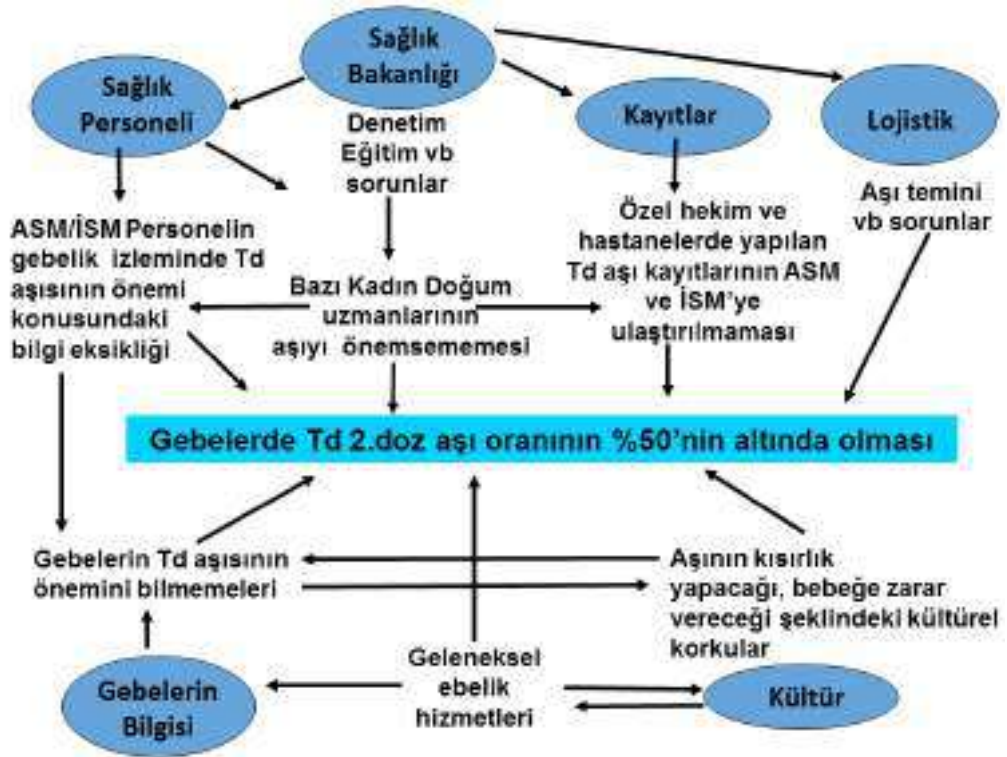 Sağlık
Bakanlığı
Sağlık
Personeli
Kayıtlar
Lojistik
Denetim
Eğitim vb
sorunlar
Aşı temini
vb sorunlar
ASM/İSM Personelin
gebelik izleminde Td
aşısının önemi
konusundaki
bilgi eksikliği
Bazı Kadın Doğum
uzmanlarının
aşıyı önemsememesi
Özel hekim ve
hastanelerde yapılan
Td aşı kayıtlarının ASM
ve İSM'ye
ulaştırılmaması
Gebelerde Td 2.doz aşı oranının %50'nin altında olması
Gebelerin Td aşısının
önemini bilmemeleri
Aşının kısırlık
yapacağı, bebeğe zarar
vereceği şeklindeki kültürel
korkular
Geleneksel
ebelik
hizmetleri
Gebelerin
Bilgisi
Kültür